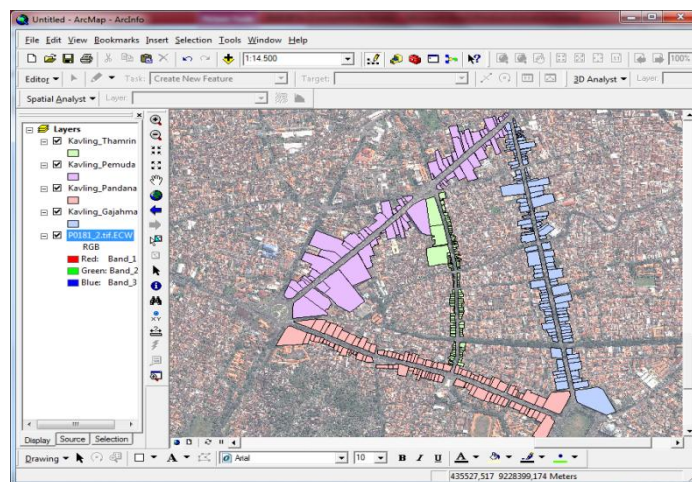 Untitled - ArcMap - ArcInfo
File Edit View Bookmarks Insert Selection Tools Window Help
1:14.500
100%
Editor Task: Create New Feature Target: 3D Analyst Layer:
Spatial Analyst Layer:
Layers
Kavling_Thamrin
Kavling_Pemuda
Kavling_Pandana
Kavling_Gajahma
P0181_2.tif.ECW
RGB
Red: Band_1
Green: Band_2
Blue: Band_3
Display Source Selection
Drawing A Arial 10 B I U A
435527,517 9228399,174 Meters